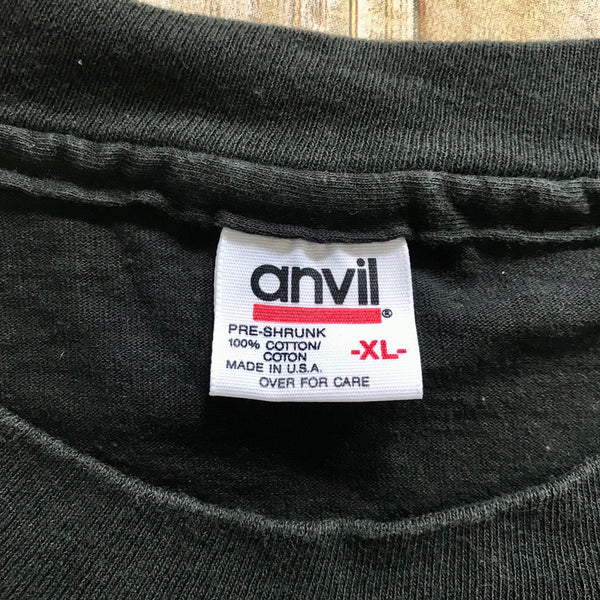 anvil®
PRE-SHRUNK
100% COTTON/
COTON
-XL-
MADE IN U.S.A.
OVER FOR CARE